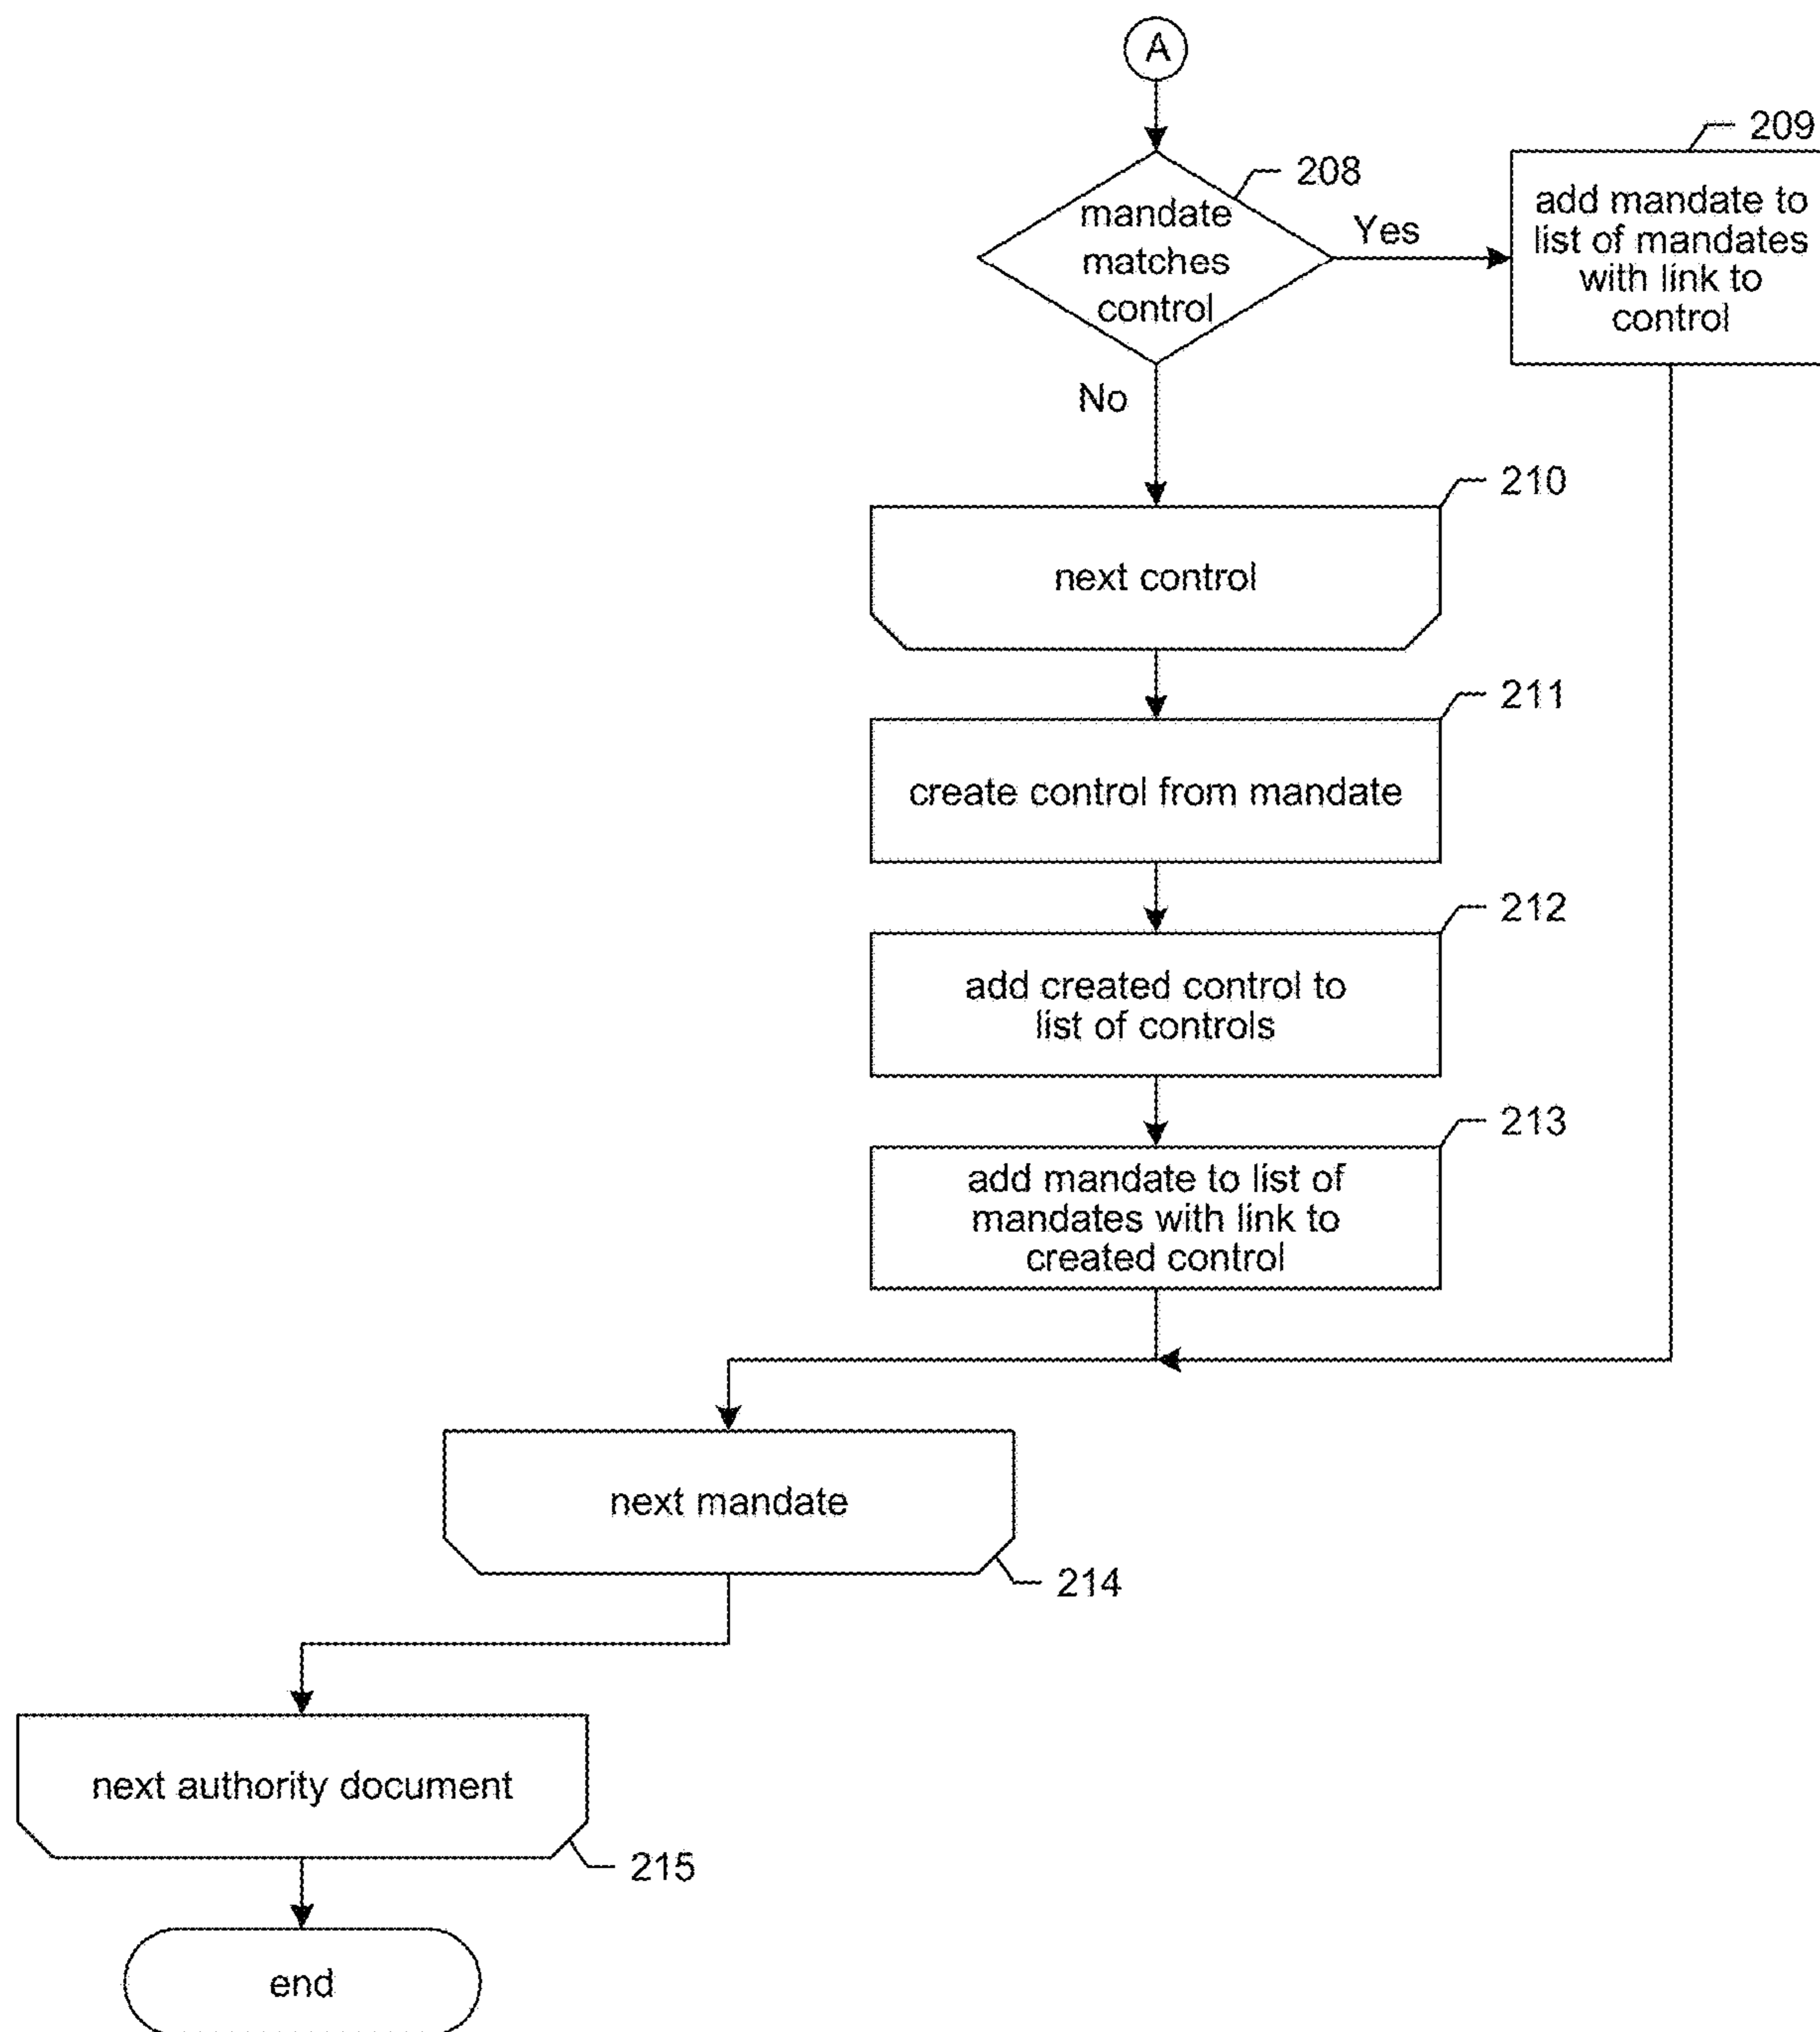 A
209
208
mandate
matches
control
Yes
add mandate to
list of mandates
with link to
control
No
210
next control
211
create control from mandate
212
add created control to
list of controls
213
add mandate to list of
mandates with link to
created control
next mandate
214
next authority document
215
end